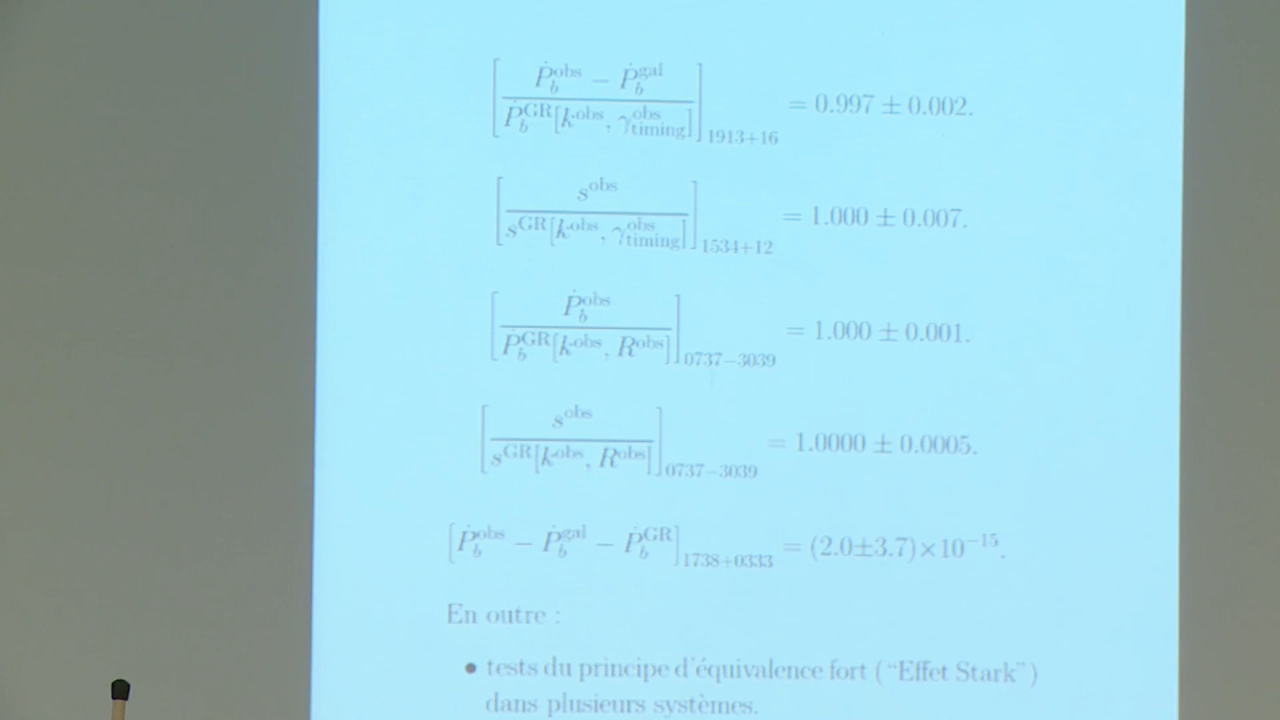 [ (Ṗ_b^obs − Ṗ_b^gal) / Ṗ_b^GR[k^obs, γ_timing^obs] ]_1913+16 = 0.997 ± 0.002.
[ s^obs / s^GR[k^obs, γ_timing^obs] ]_1534+12 = 1.000 ± 0.007.
[ Ṗ_b^obs / Ṗ_b^GR[k^obs, R^obs] ]_0737−3039 = 1.000 ± 0.001.
[ s^obs / s^GR[k^obs, R^obs] ]_0737−3039 = 1.0000 ± 0.0005.
[Ṗ_b^obs − Ṗ_b^gal − Ṗ_b^GR]_1738+0333 = (2.0±3.7)×10^−15.
En outre :
• tests du principe d'équivalence fort (“Effet Stark”)
dans plusieurs systèmes.